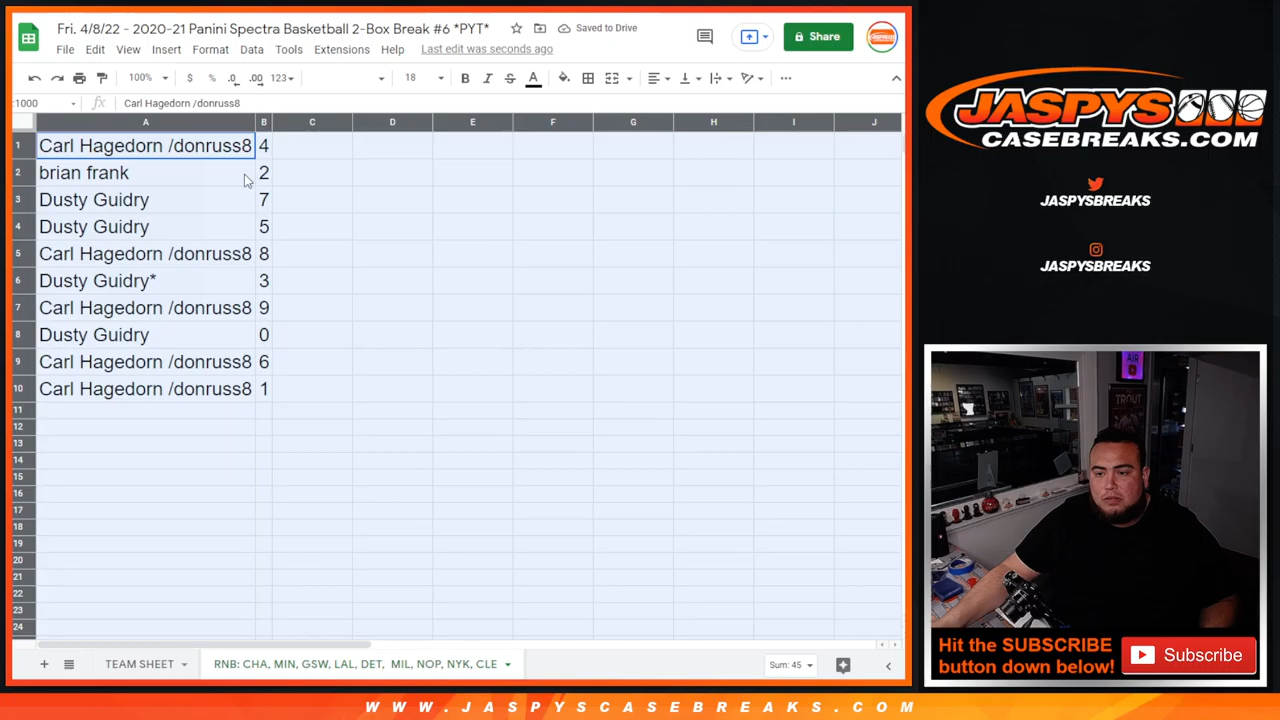 Fri. 4/8/22 - 2020-21 Panini Spectra Basketball 2-Box Break #6 *PYT*
Saved to Drive
File Edit View Insert Format Data Tools Extensions Help Last edit was seconds ago
Share
100% $ % .0 .00 123 18 B I S A
:1000 fx Carl Hagedorn /donruss8
A B C D E F G H I J
1 Carl Hagedorn /donruss8 4
2 brian frank 2
3 Dusty Guidry 7
4 Dusty Guidry 5
5 Carl Hagedorn /donruss8 8
6 Dusty Guidry* 3
7 Carl Hagedorn /donruss8 9
8 Dusty Guidry 0
9 Carl Hagedorn /donruss8 6
10 Carl Hagedorn /donruss8 1
11
12
13
14
15
16
17
18
19
20
21
22
23
24
TEAM SHEET RNB: CHA, MIN, GSW, LAL, DET, MIL, NOP, NYK, CLE Sum: 45
JASPYS
CASEBREAKS.COM
JASPYSBREAKS
JASPYSBREAKS
AIR
TROUT
Hit the SUBSCRIBE
button down below!
Subscribe
WWW.JASPYSCASEBREAKS.COM